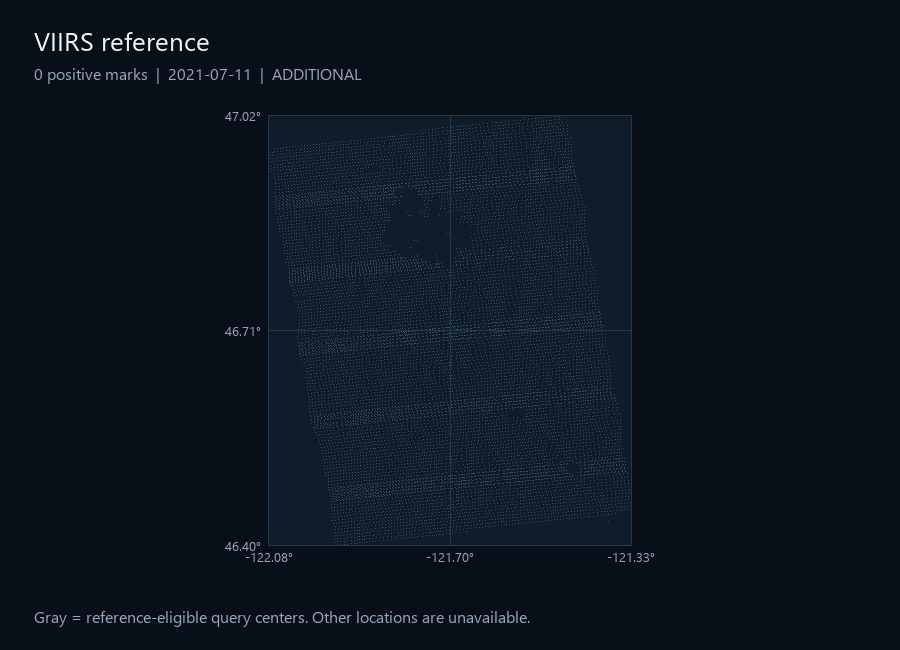 VIIRS reference
0 positive marks | 2021-07-11 | ADDITIONAL
47.02°
46.71°
46.40°
-122.08° -121.70° -121.33°
Gray = reference-eligible query centers. Other locations are unavailable.